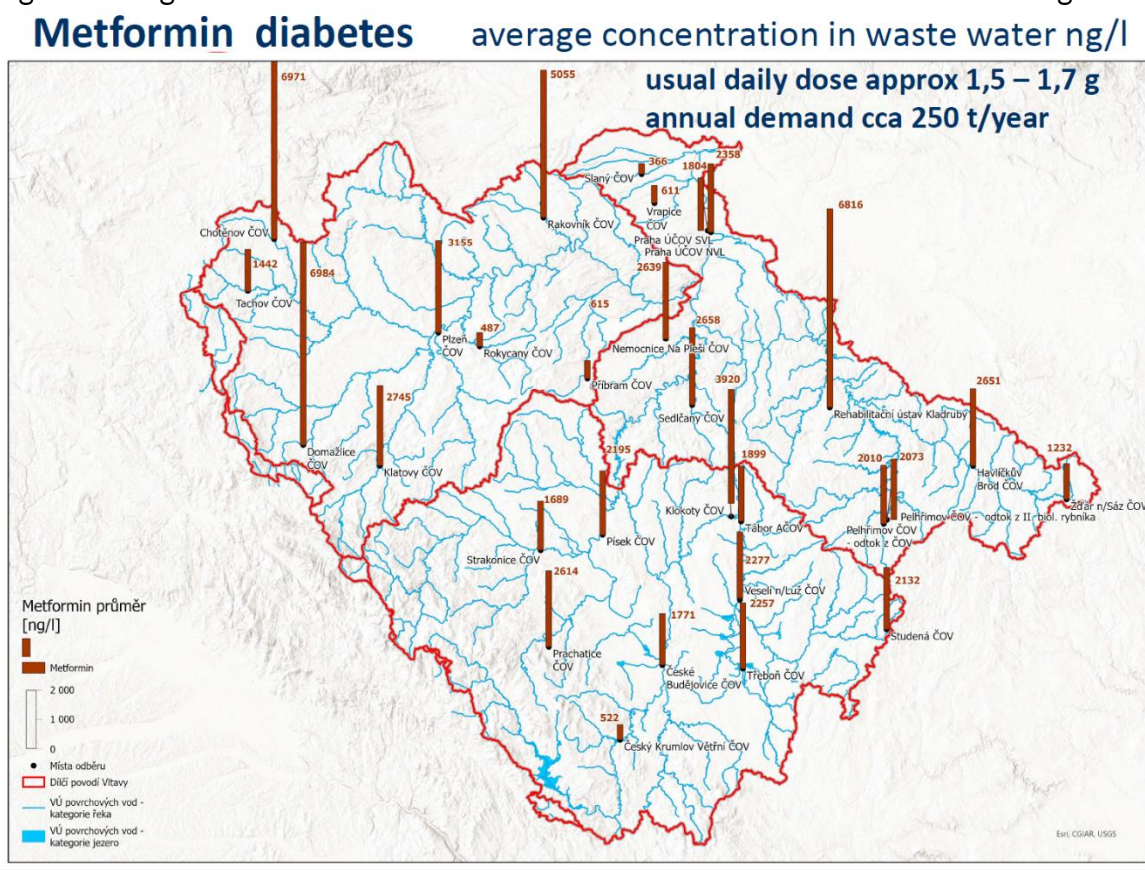 Metformin diabetes average concentration in waste water ng/l
usual daily dose approx 1,5 – 1,7 g
annual demand cca 250 t/year
6971
Chotěnov ČOV
5055
Rakovník ČOV
366
Slaný ČOV
611
Vrapice
ČOV
1804
2358
Praha ÚČOV SVL
Praha ÚČOV NVL
6816
Rehabilitační ústav Kladruby
1442
Tachov ČOV
6984
Domažlice
ČOV
3155
Plzeň
ČOV
487
Rokycany ČOV
615
Příbram ČOV
2639
Nemocnice Na Pleši ČOV
2658
Sedlčany ČOV
2745
Klatovy ČOV
3920
Klokoty ČOV
1899
Tábor AČOV
2651
Havlíčkův
Brod ČOV
1232
Žďár n/Sáz ČOV
2010
2073
Pelhřimov ČOV - odtok z II. biol. rybníka
Pelhřimov ČOV
- odtok z ČOV
2195
Písek ČOV
1689
Strakonice ČOV
2614
Prachatice
ČOV
2277
Veselí n/Luž ČOV
2257
Třeboň ČOV
1771
České
Budějovice ČOV
2132
Studená ČOV
522
Český Krumlov Větřní ČOV
Metformin průměr
[ng/l]
Metformin
2 000
1 000
0
Místa odběru
Dílčí povodí Vltavy
VÚ povrchových vod -
kategorie řeka
VÚ povrchových vod -
kategorie jezero
Esri, CGIAR, USGS